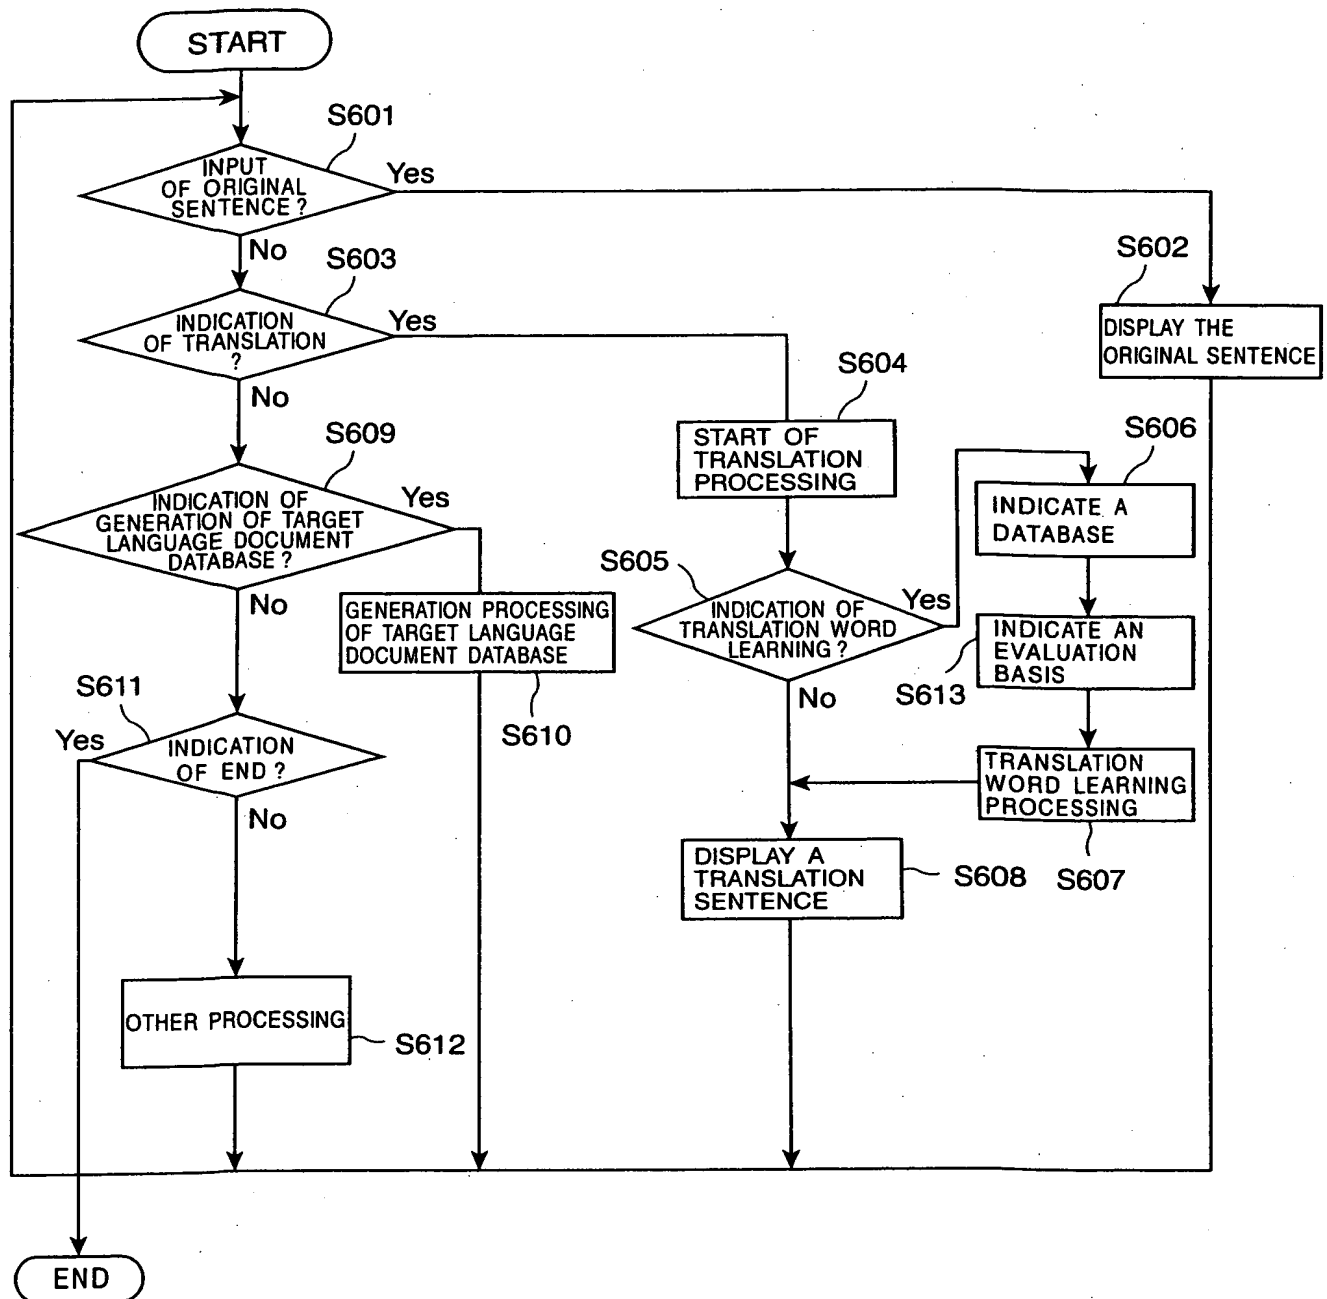 START
S601
INPUT
OF ORIGINAL
SENTENCE?
Yes
No
S602
DISPLAY THE
ORIGINAL SENTENCE
S603
INDICATION
OF TRANSLATION
?
Yes
No
S604
START OF
TRANSLATION
PROCESSING
S605
INDICATION OF
TRANSLATION WORD
LEARNING?
Yes
No
S606
INDICATE A
DATABASE
INDICATE AN
EVALUATION
BASIS
S613
TRANSLATION
WORD LEARNING
PROCESSING
S607
DISPLAY A
TRANSLATION
SENTENCE
S608
S609
INDICATION OF
GENERATION OF TARGET
LANGUAGE DOCUMENT
DATABASE?
Yes
No
GENERATION PROCESSING
OF TARGET LANGUAGE
DOCUMENT DATABASE
S610
S611
INDICATION
OF END?
Yes
No
OTHER PROCESSING
S612
END